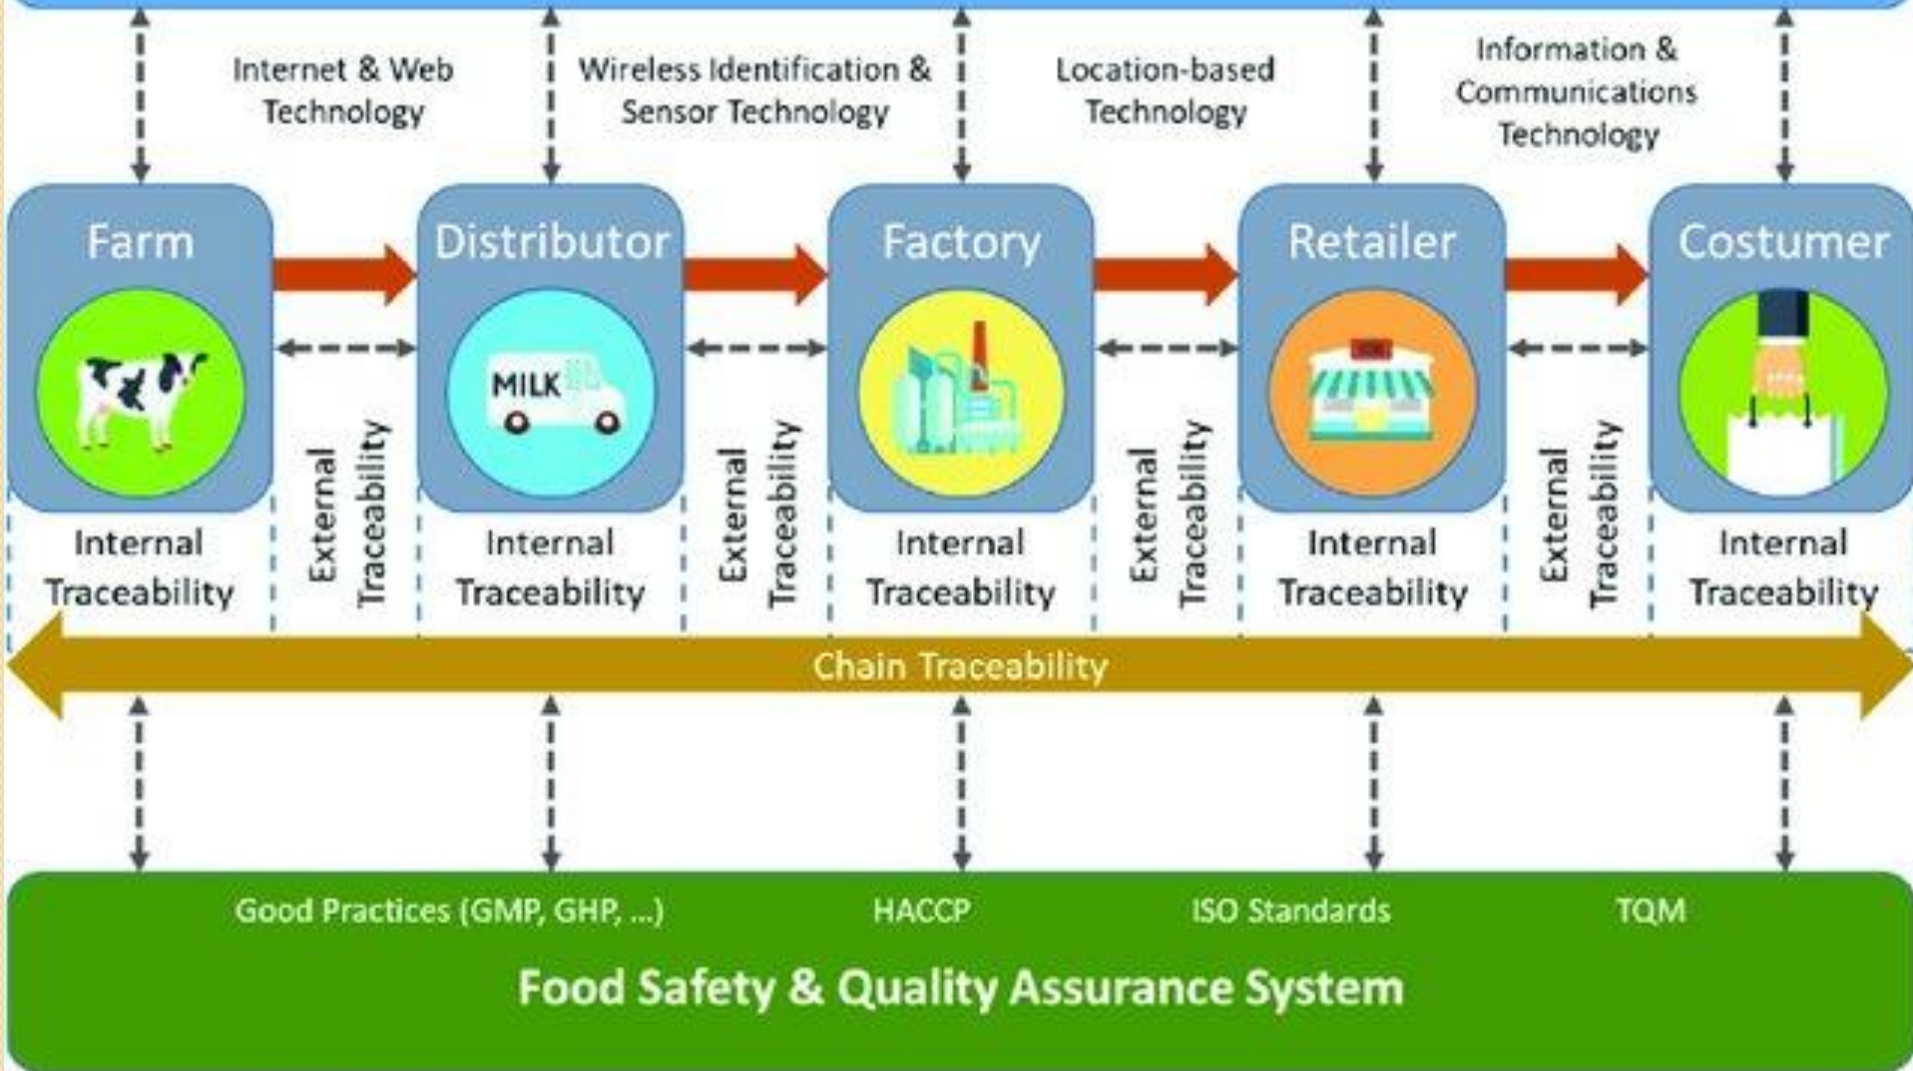 Internet & Web
Technology
Wireless Identification &
Sensor Technology
Location-based
Technology
Information &
Communications
Technology
Farm
Distributor
Factory
Retailer
Costumer
MILK
Internal
Traceability
External
Traceability
Internal
Traceability
External
Traceability
Internal
Traceability
External
Traceability
Internal
Traceability
External
Traceability
Internal
Traceability
Chain Traceability
Good Practices (GMP, GHP, ...)
HACCP
ISO Standards
TQM
Food Safety & Quality Assurance System